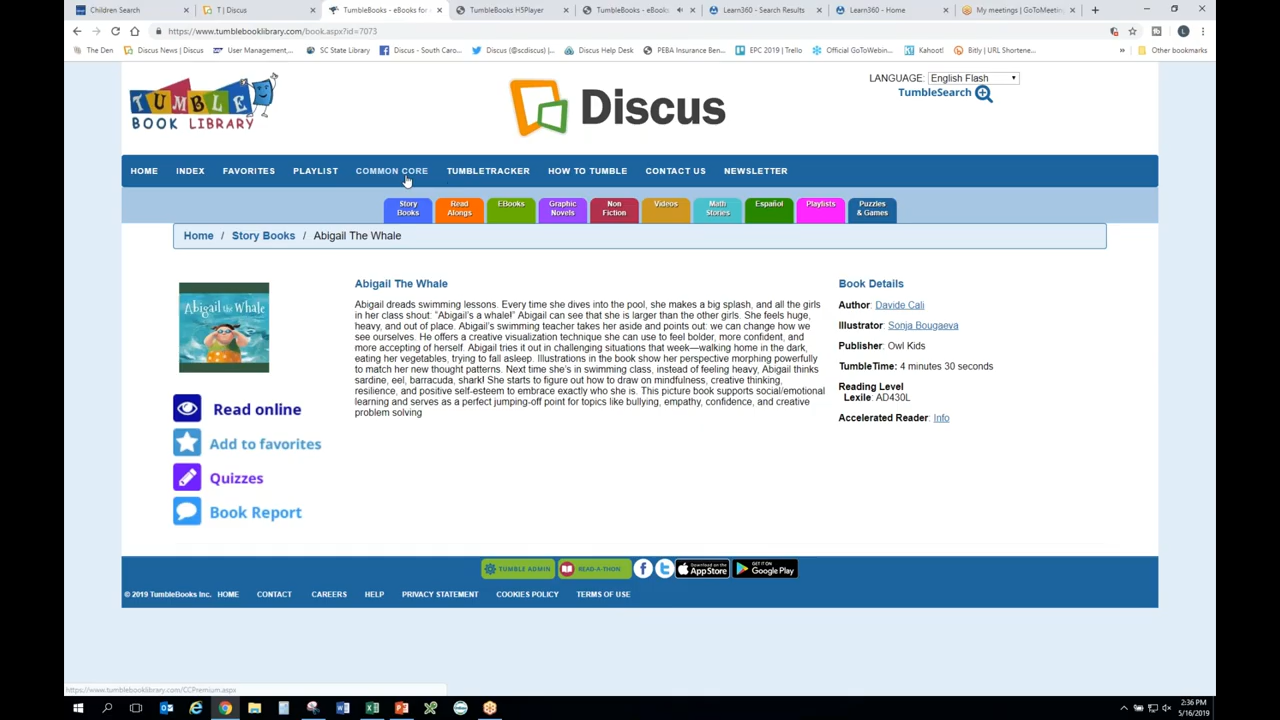 Children Search
T | Discus
TumbleBooks - eBooks for e
TumbleBooks H5Player
TumbleBooks - eBooks
Learn360 - Search Results
Learn360 - Home
My meetings | GoToMeetin
https://www.tumblebooklibrary.com/book.aspx?id=7073
The Den
Discus News | Discus
User Management,...
SC State Library
Discus - South Caro...
Discus (@scdiscus) |...
Discus Help Desk
PEBA Insurance Ben...
EPC 2019 | Trello
Official GoToWebin...
Kahoot!
Bitly | URL Shortene...
Other bookmarks
TUMBLE
BOOK LIBRARY
Discus
LANGUAGE: English Flash
TumbleSearch
HOME INDEX FAVORITES PLAYLIST COMMON CORE TUMBLETRACKER HOW TO TUMBLE CONTACT US NEWSLETTER
Story Books
Read Alongs
EBooks
Graphic Novels
Non Fiction
Videos
Math Stories
Español
Playlists
Puzzles & Games
Home / Story Books / Abigail The Whale
Abigail the Whale
Read online
Add to favorites
Quizzes
Book Report
Abigail The Whale
Abigail dreads swimming lessons. Every time she dives into the pool, she makes a big splash, and all the girls
in her class shout: “Abigail’s a whale!” Abigail can see that she is larger than the other girls. She feels huge,
heavy, and out of place. Abigail’s swimming teacher takes her aside and points out: we can change how we
see ourselves. He offers a creative visualization technique she can use to feel bolder, more confident, and
more accepting of herself. Abigail tries it out in challenging situations that week—walking home in the dark,
eating her vegetables, trying to fall asleep. Illustrations in the book show her perspective morphing powerfully
to match her new thought patterns. Next time she’s in swimming class, instead of feeling heavy, Abigail thinks
sardine, eel, barracuda, shark! She starts to figure out how to draw on mindfulness, creative thinking,
resilience, and positive self-esteem to embrace exactly who she is. This picture book supports social/emotional
learning and serves as a perfect jumping-off point for topics like bullying, empathy, confidence, and creative
problem solving
Book Details
Author: Davide Cali
Illustrator: Sonja Bougaeva
Publisher: Owl Kids
TumbleTime: 4 minutes 30 seconds
Reading Level
Lexile: AD430L
Accelerated Reader: Info
TUMBLE ADMIN
READ-A-THON
Download on the App Store
GET IT ON Google Play
© 2019 TumbleBooks Inc. HOME CONTACT CAREERS HELP PRIVACY STATEMENT COOKIES POLICY TERMS OF USE
https://www.tumblebooklibrary.com/CCPremium.aspx
2:36 PM
5/16/2019